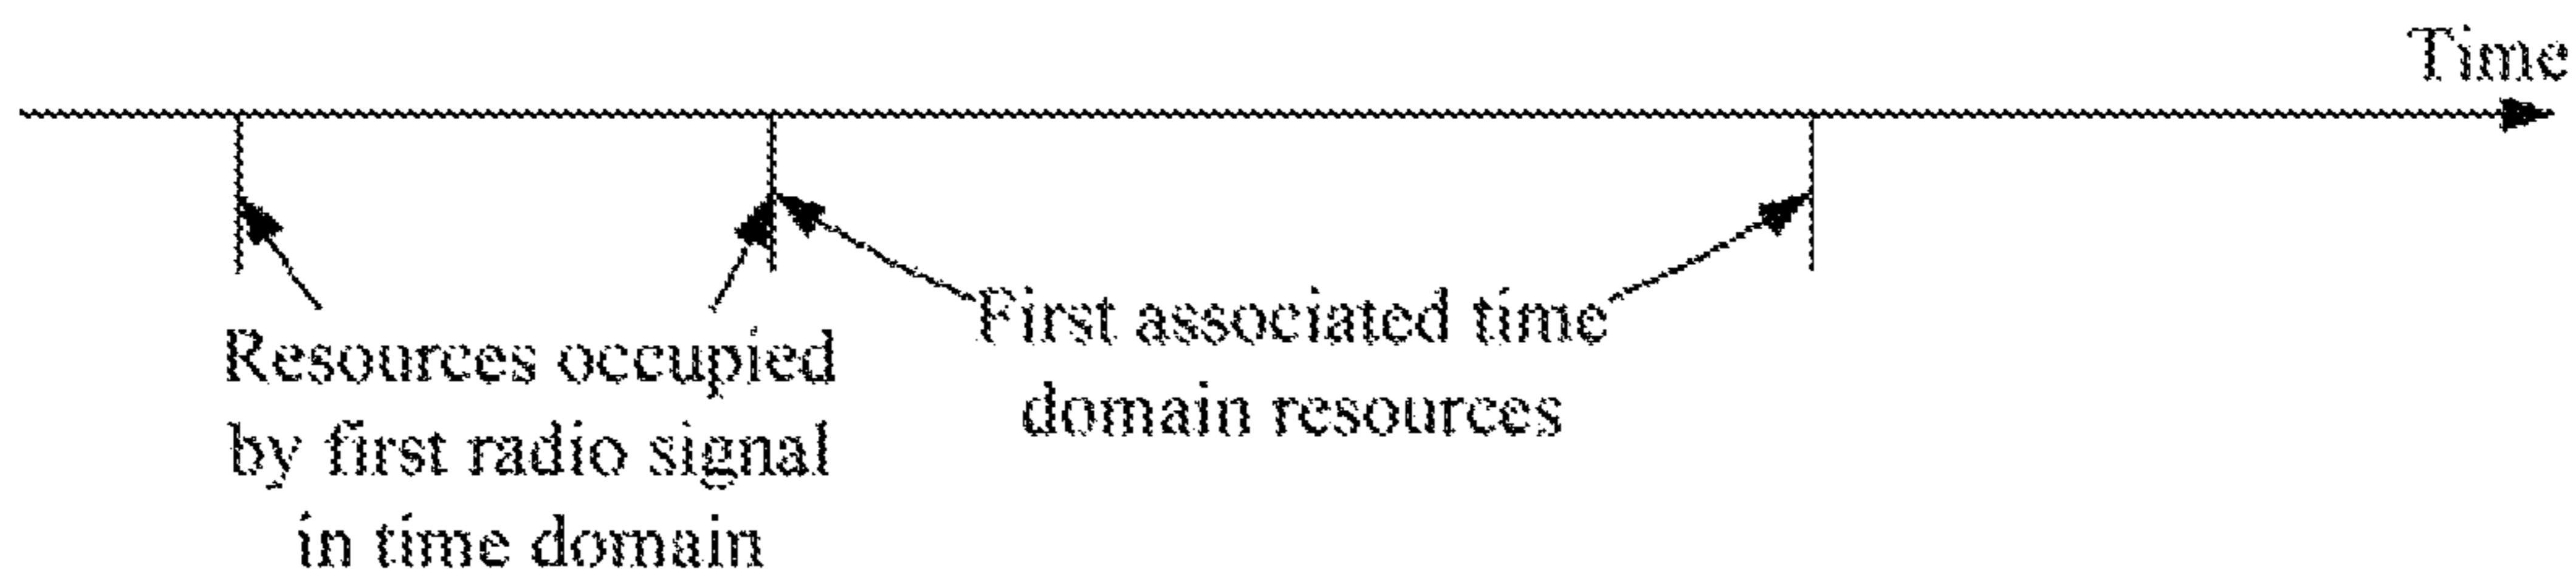 Time
Resources occupied
by first radio signal
in time domain
First associated time
domain resources